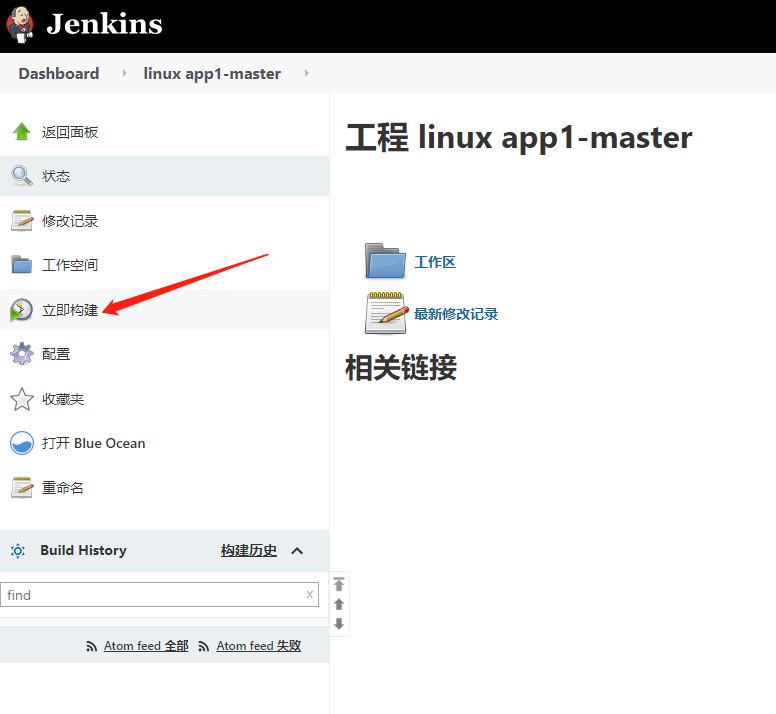 Jenkins
Dashboard
linux app1-master
返回面板
状态
修改记录
工作空间
立即构建
配置
收藏夹
打开 Blue Ocean
重命名
Build History
构建历史
find
x
Atom feed 全部
Atom feed 失败
工程 linux app1-master
工作区
最新修改记录
相关链接